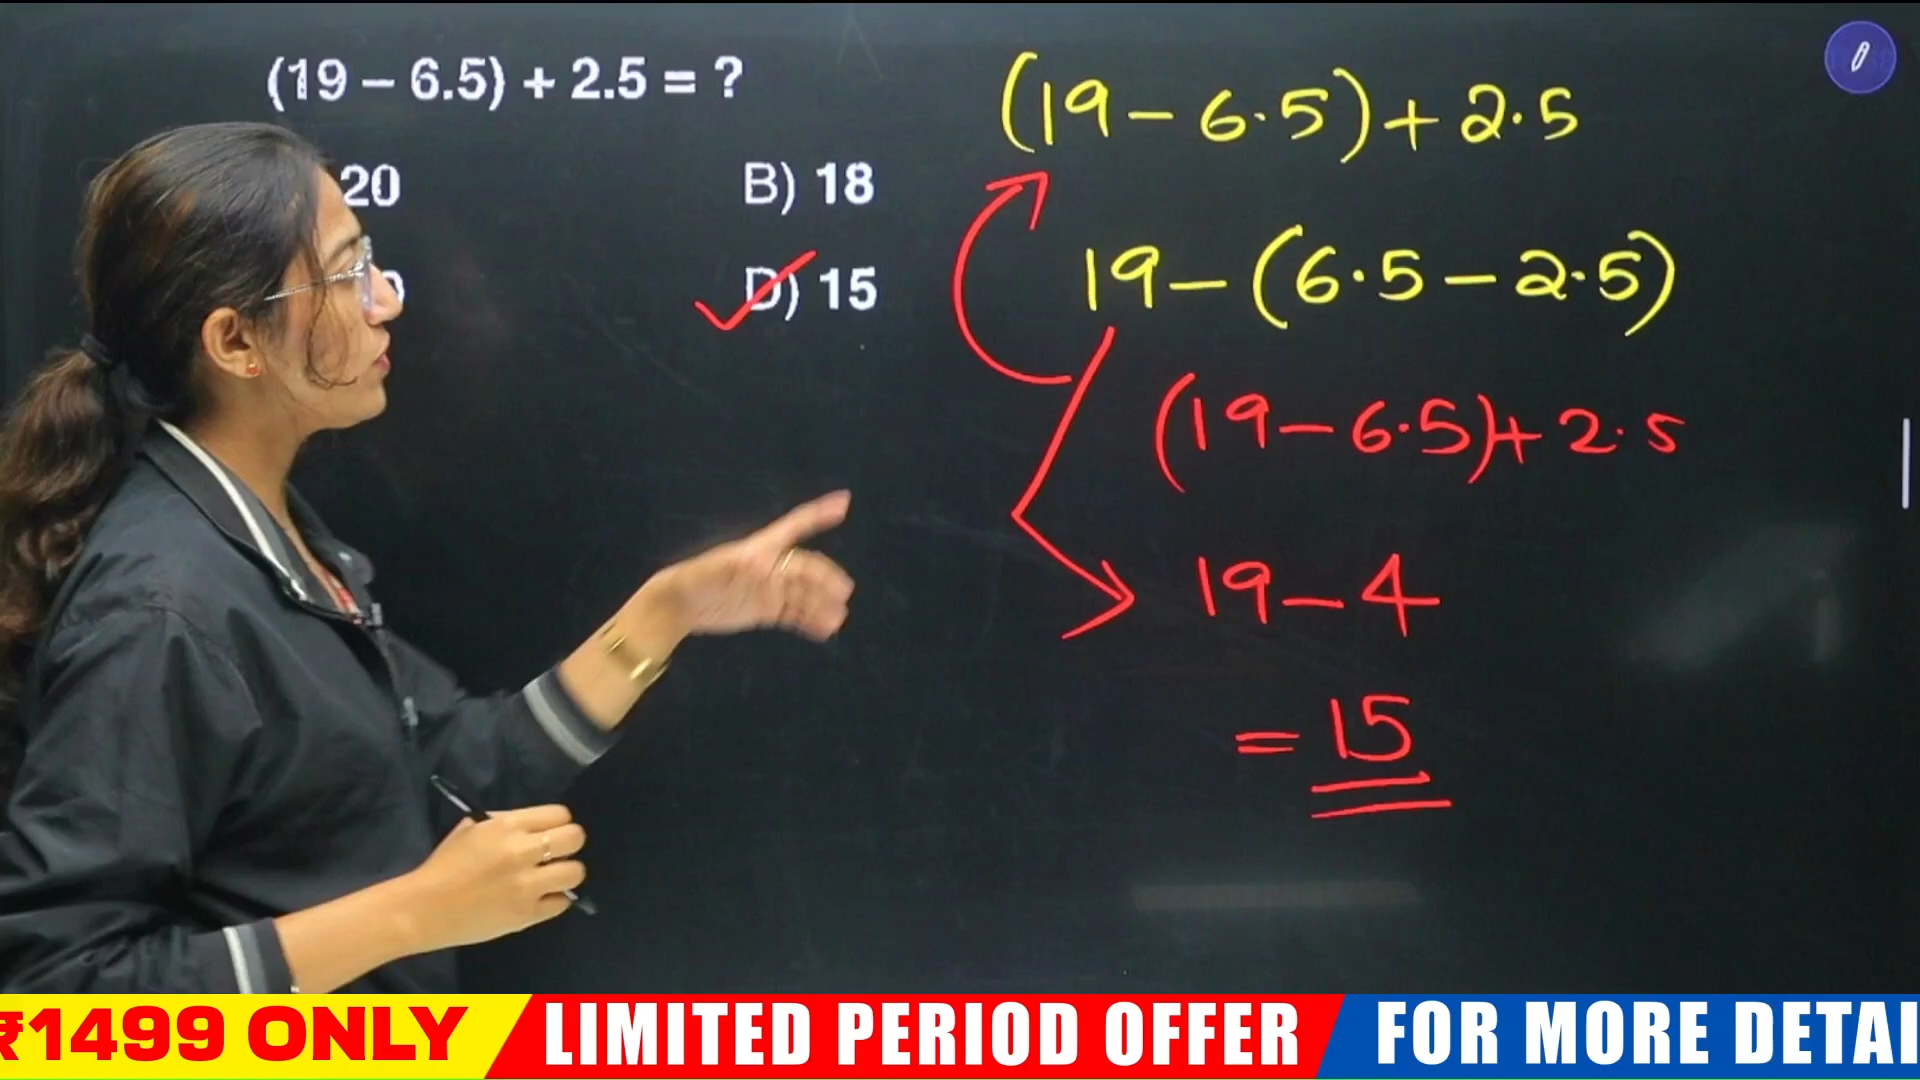 (19 – 6.5) + 2.5 = ?
20
B) 18
D) 15
(19 – 6.5) + 2.5
19 – (6.5 – 2.5)
(19 – 6.5) + 2.5
19 – 4
= 15
₹1499 ONLY
LIMITED PERIOD OFFER
FOR MORE DETAI